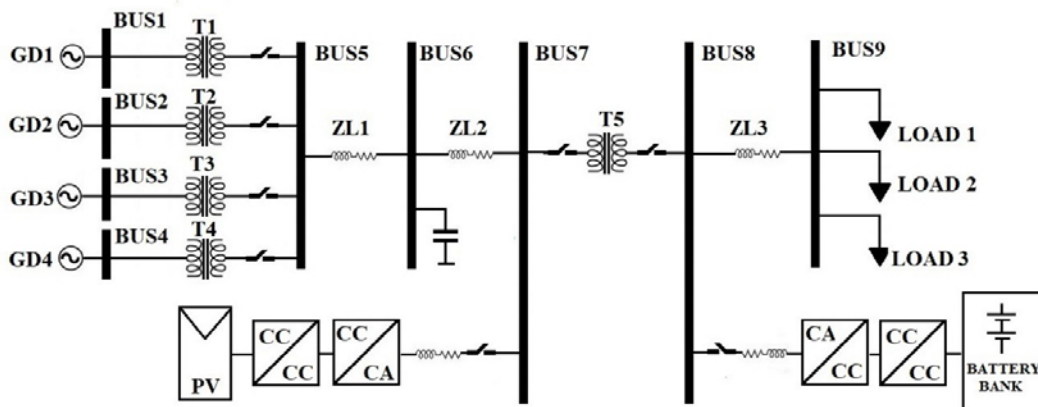 BUS1
T1
GD1
BUS5
BUS6
BUS7
BUS8
BUS9
BUS2
T2
GD2
ZL1
ZL2
T5
ZL3
LOAD 1
BUS3
T3
GD3
LOAD 2
BUS4
T4
GD4
LOAD 3
PV
CC
CC
CC
CA
CA
CC
CC
CC
BATTERY
BANK